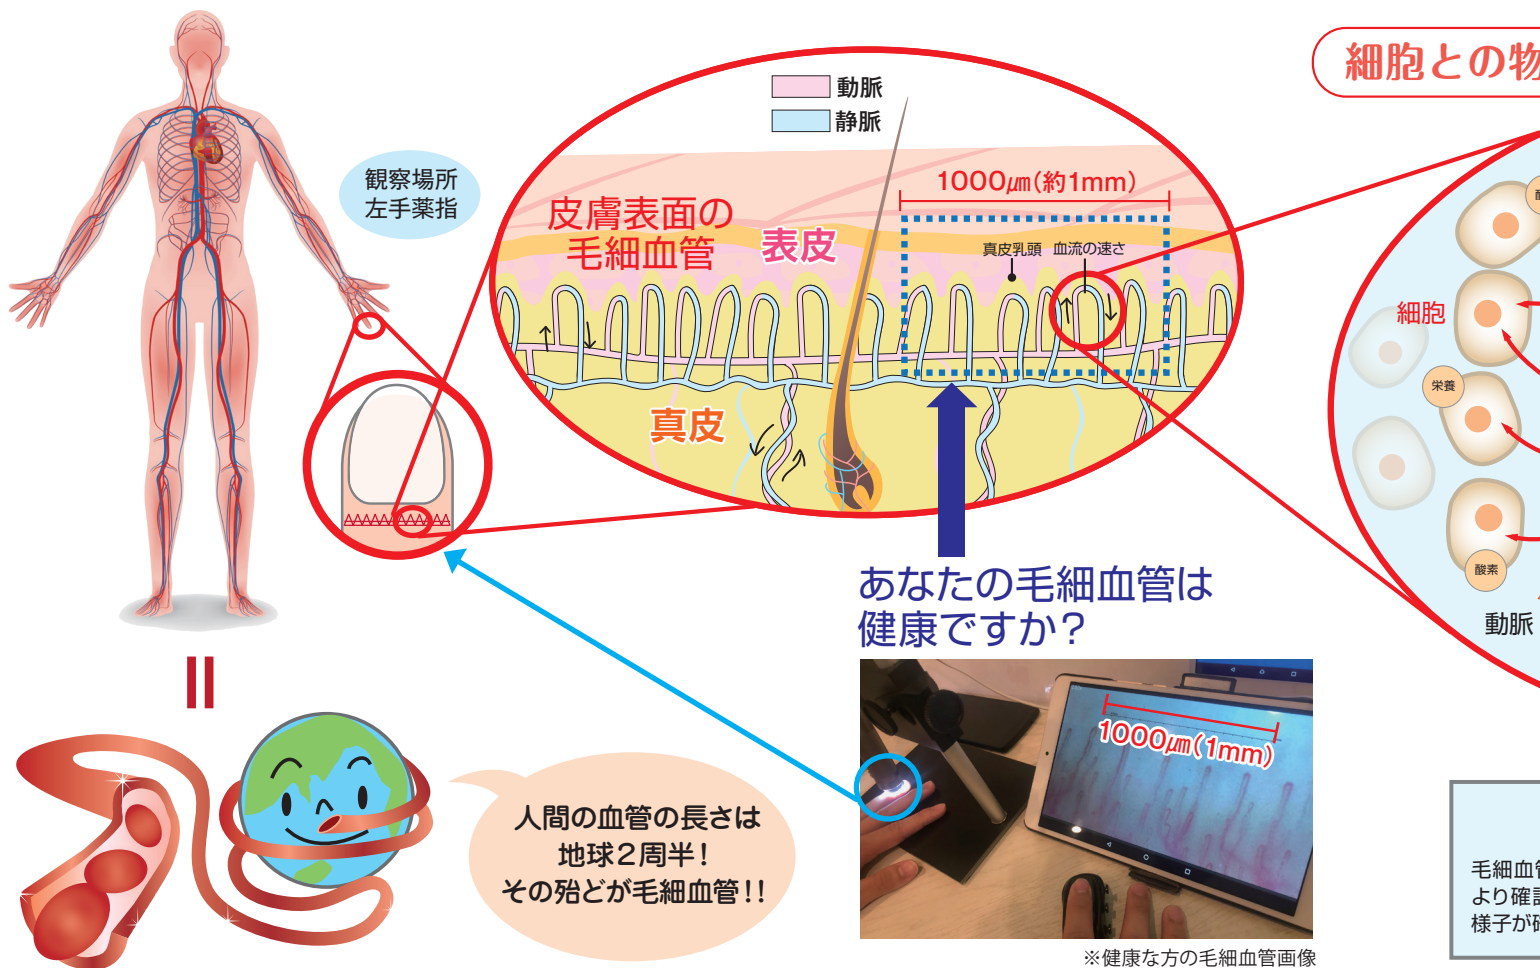 細胞との物
動脈
静脈
観察場所
左手薬指
1000㎛(約1mm)
皮膚表面の
毛細血管
表皮
真皮乳頭
血流の速さ
細胞
栄養
真皮
酸素
動脈
あなたの毛細血管は
健康ですか?
1000㎛(1mm)
人間の血管の長さは
地球2周半!
その殆どが毛細血管!!
毛細血管
より確認
様子が確
※健康な方の毛細血管画像